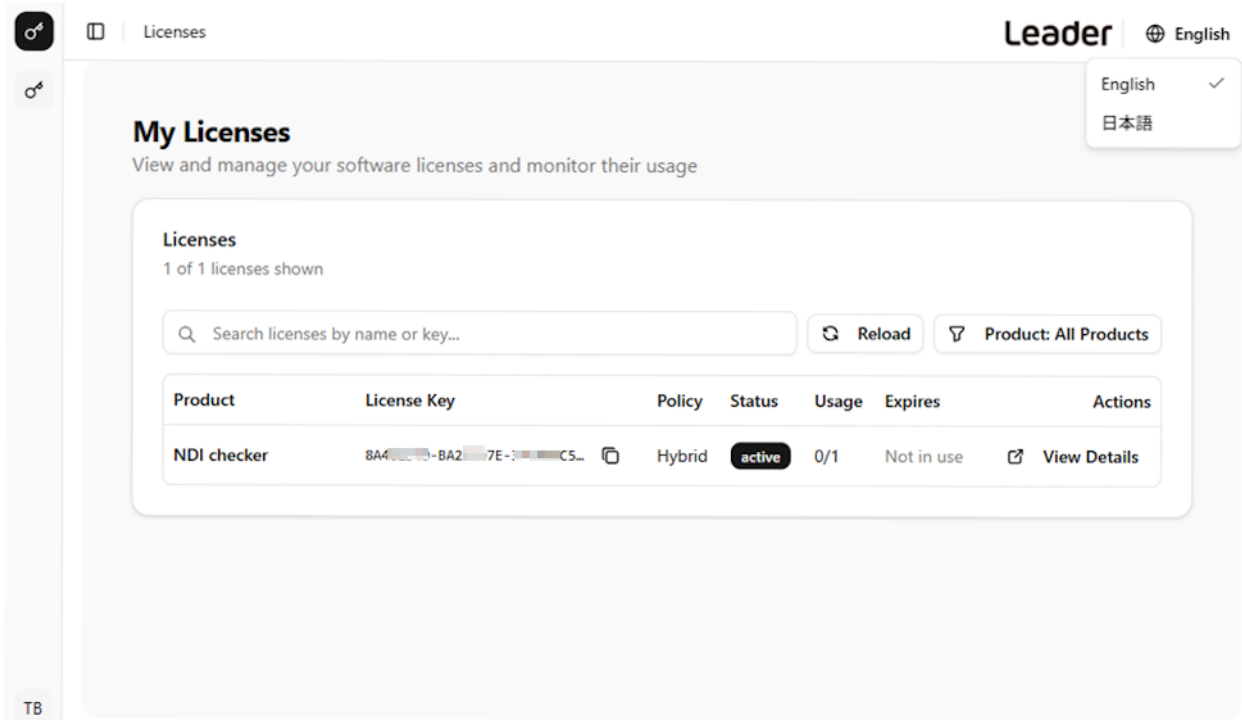 Licenses
Leader
English
English
日本語
My Licenses
View and manage your software licenses and monitor their usage
Licenses
1 of 1 licenses shown
Search licenses by name or key...
Reload
Product: All Products
Product License Key Policy Status Usage Expires Actions
NDI checker Hybrid active 0/1 Not in use View Details
TB